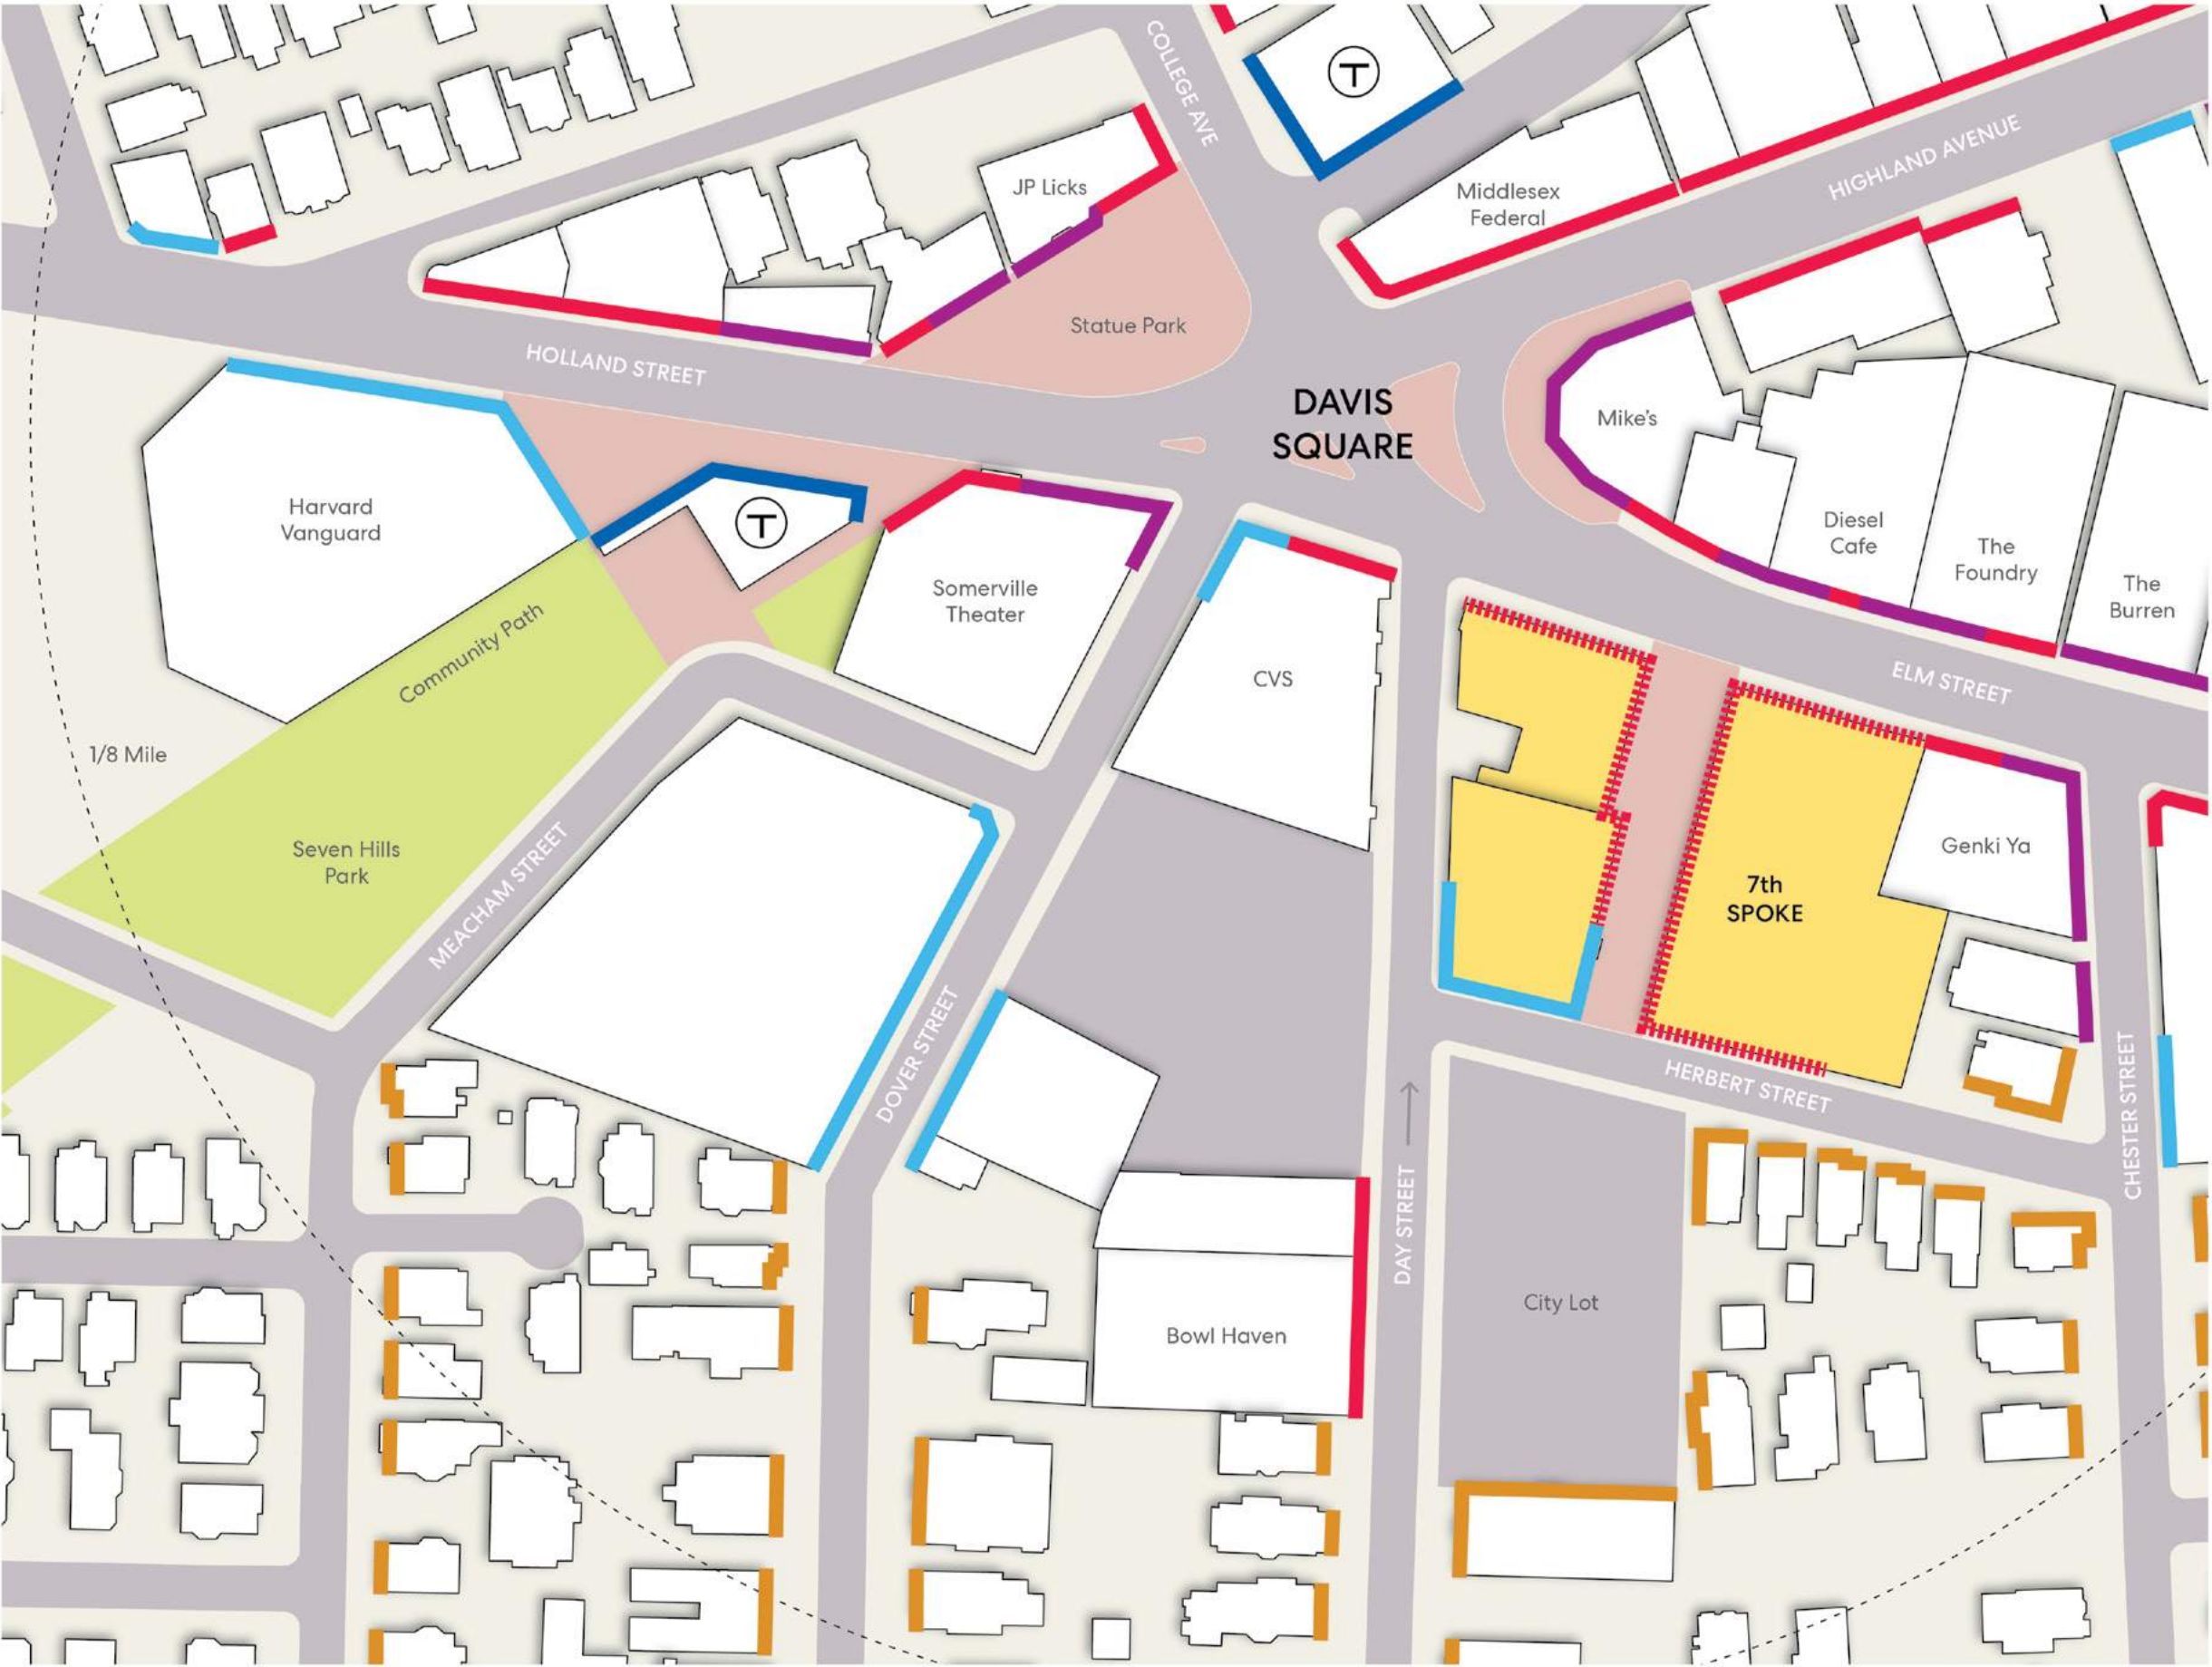 COLLEGE AVE
T
JP Licks
Middlesex
Federal
HIGHLAND AVENUE
Statue Park
HOLLAND STREET
DAVIS
SQUARE
Mike's
Harvard
Vanguard
T
Somerville
Theater
Diesel
Cafe
The
Foundry
The
Burren
Community Path
CVS
ELM STREET
1/8 Mile
Seven Hills
Park
MEACHAM STREET
Genki Ya
7th
SPOKE
DOVER STREET
HERBERT STREET
CHESTER STREET
DAY STREET
City Lot
Bowl Haven